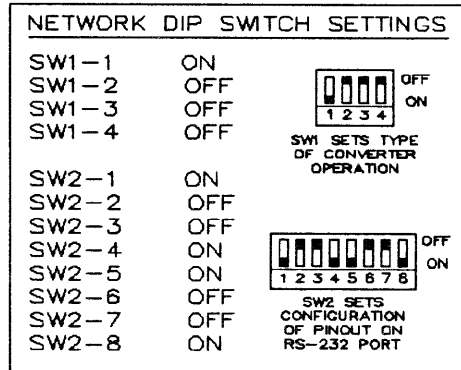 NETWORK DIP SWITCH SETTINGS
SW1-1 ON
SW1-2 OFF
SW1-3 OFF
SW1-4 OFF
OFF
ON
1 2 3 4
SW1 SETS TYPE
OF CONVERTER
OPERATION
SW2-1 ON
SW2-2 OFF
SW2-3 OFF
SW2-4 ON
SW2-5 ON
SW2-6 OFF
SW2-7 OFF
SW2-8 ON
OFF
ON
1 2 3 4 5 6 7 8
SW2 SETS
CONFIGURATION
OF PINOUT ON
RS-232 PORT